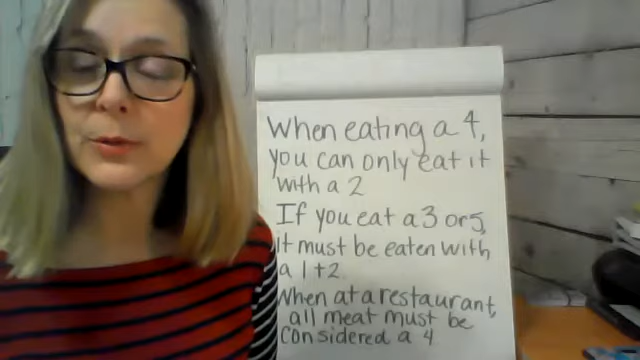 When eating a 4,
you can only eat it
with a 2
If you eat a 3 or 5,
it must be eaten with
a 1+2
When at a restaurant,
all meat must be
considered a 4